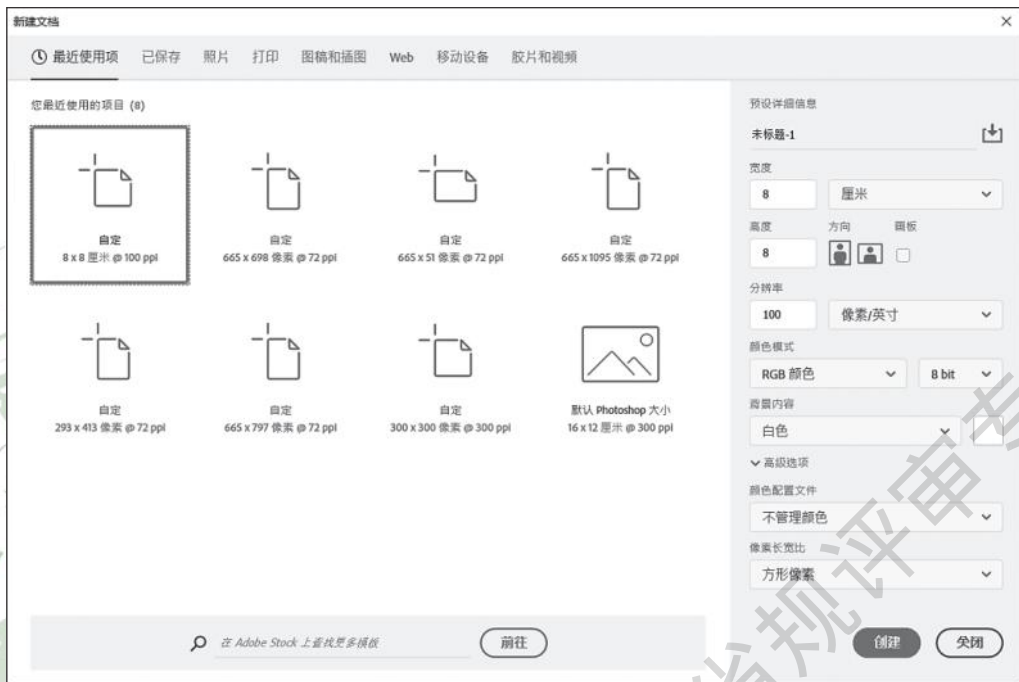 新建文档
最近使用项 已保存 照片 打印 图稿和插图 Web 移动设备 胶片和视频
您最近使用的项目 (8)
自定
8 x 8 厘米 @ 100 ppi
自定
665 x 698 像素 @ 72 ppi
自定
665 x 51 像素 @ 72 ppi
自定
665 x 1095 像素 @ 72 ppi
自定
293 x 413 像素 @ 72 ppi
自定
665 x 797 像素 @ 72 ppi
自定
300 x 300 像素 @ 300 ppi
默认 Photoshop 大小
16 x 12 厘米 @ 300 ppi
在 Adobe Stock 上查找更多模板
前往
预设详细信息
未标题-1
宽度
8 厘米
高度 方向 画板
8
分辨率
100 像素/英寸
颜色模式
RGB 颜色 8 bit
背景内容
白色
高级选项
颜色配置文件
不管理颜色
像素长宽比
方形像素
创建 关闭
省规评审专